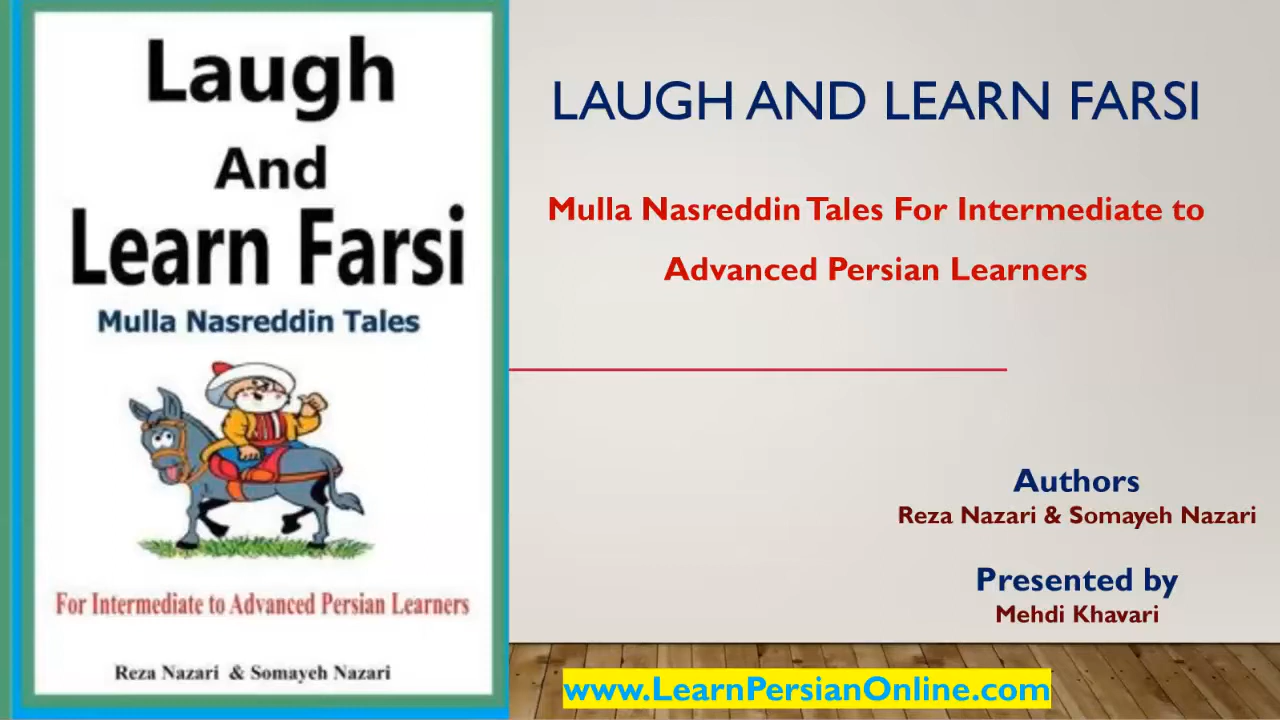 Laugh
And
Learn Farsi
Mulla Nasreddin Tales
For Intermediate to Advanced Persian Learners
Reza Nazari & Somayeh Nazari
LAUGH AND LEARN FARSI
Mulla Nasreddin Tales For Intermediate to
Advanced Persian Learners
Authors
Reza Nazari & Somayeh Nazari
Presented by
Mehdi Khavari
www.LearnPersianOnline.com